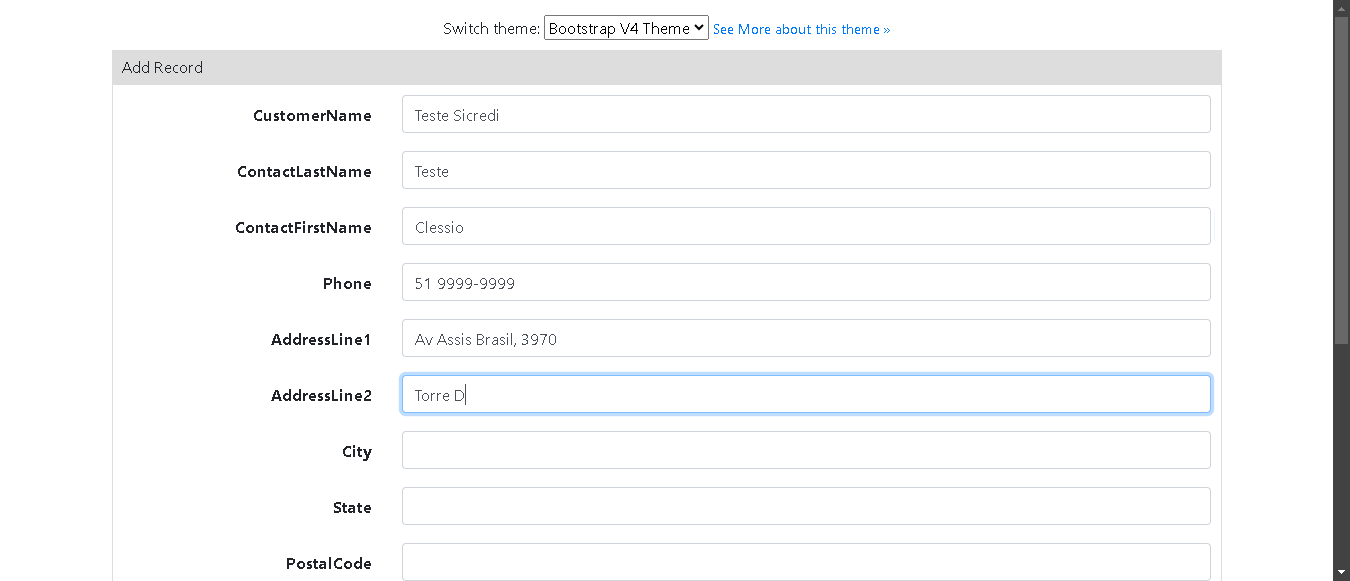 Switch theme: Bootstrap V4 Theme See More about this theme »
Add Record
CustomerName Teste Sicredi
ContactLastName Teste
ContactFirstName Clessio
Phone 51 9999-9999
AddressLine1 Av Assis Brasil, 3970
AddressLine2 Torre D
City
State
PostalCode